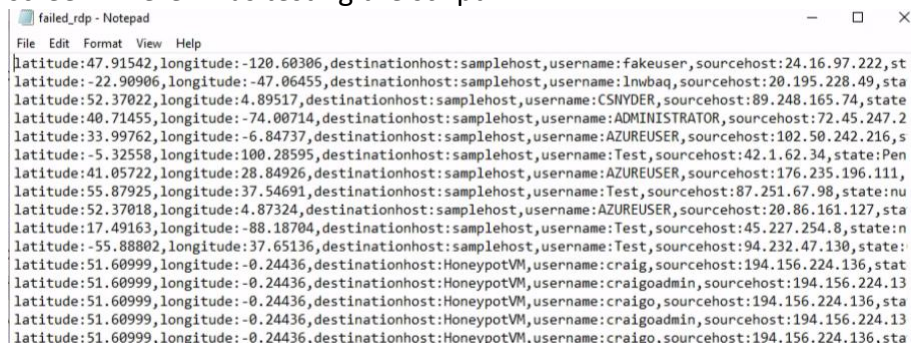 failed_rdp - Notepad
File Edit Format View Help
latitude:47.91542,longitude:-120.60306,destinationhost:samplehost,username:fakeuser,sourcehost:24.16.97.222,st
latitude:-22.90906,longitude:-47.06455,destinationhost:samplehost,username:lnwbaq,sourcehost:20.195.228.49,sta
latitude:52.37022,longitude:4.89517,destinationhost:samplehost,username:CSNYDER,sourcehost:89.248.165.74,state
latitude:40.71455,longitude:-74.00714,destinationhost:samplehost,username:ADMINISTRATOR,sourcehost:72.45.247.2
latitude:33.99762,longitude:-6.84737,destinationhost:samplehost,username:AZUREUSER,sourcehost:102.50.242.216,s
latitude:-5.32558,longitude:100.28595,destinationhost:samplehost,username:Test,sourcehost:42.1.62.34,state:Pen
latitude:41.05722,longitude:28.84926,destinationhost:samplehost,username:AZUREUSER,sourcehost:176.235.196.111,
latitude:55.87925,longitude:37.54691,destinationhost:samplehost,username:Test,sourcehost:87.251.67.98,state:nu
latitude:52.37018,longitude:4.87324,destinationhost:samplehost,username:AZUREUSER,sourcehost:20.86.161.127,sta
latitude:17.49163,longitude:-88.18704,destinationhost:samplehost,username:Test,sourcehost:45.227.254.8,state:n
latitude:-55.88802,longitude:37.65136,destinationhost:samplehost,username:Test,sourcehost:94.232.47.130,state:
latitude:51.60999,longitude:-0.24436,destinationhost:HoneypotVM,username:craig,sourcehost:194.156.224.136,stat
latitude:51.60999,longitude:-0.24436,destinationhost:HoneypotVM,username:craigoadmin,sourcehost:194.156.224.13
latitude:51.60999,longitude:-0.24436,destinationhost:HoneypotVM,username:craigo,sourcehost:194.156.224.136,sta
latitude:51.60999,longitude:-0.24436,destinationhost:HoneypotVM,username:craigoadmin,sourcehost:194.156.224.13
latitude:51.60999,longitude:-0.24436,destinationhost:HoneypotVM,username:craigo,sourcehost:194.156.224.136,sta